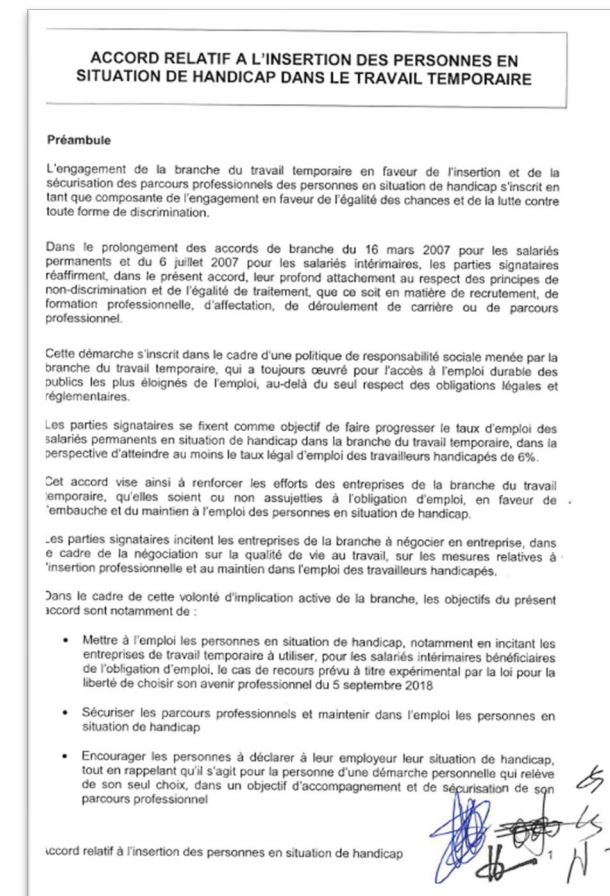 ACCORD RELATIF A L'INSERTION DES PERSONNES EN
SITUATION DE HANDICAP DANS LE TRAVAIL TEMPORAIRE
Préambule
L'engagement de la branche du travail temporaire en faveur de l'insertion et de la
sécurisation des parcours professionnels des personnes en situation de handicap s'inscrit en
tant que composante de l'engagement en faveur de l'égalité des chances et de la lutte contre
toute forme de discrimination.
Dans le prolongement des accords de branche du 16 mars 2007 pour les salariés
permanents et du 6 juillet 2007 pour les salariés intérimaires, les parties signataires
réaffirment, dans le présent accord, leur profond attachement au respect des principes de
non-discrimination et de l'égalité de traitement, que ce soit en matière de recrutement, de
formation professionnelle, d'affectation, de déroulement de carrière ou de parcours
professionnel.
Cette démarche s'inscrit dans le cadre d'une politique de responsabilité sociale menée par la
branche du travail temporaire, qui a toujours œuvré pour l'accès à l'emploi durable des
publics les plus éloignés de l'emploi, au-delà du seul respect des obligations légales et
réglementaires.
Les parties signataires se fixent comme objectif de faire progresser le taux d'emploi des
salariés permanents en situation de handicap dans la branche du travail temporaire, dans la
perspective d'atteindre au moins le taux légal d'emploi des travailleurs handicapés de 6%.
Cet accord vise ainsi à renforcer les efforts des entreprises de la branche du travail
temporaire, qu'elles soient ou non assujetties à l'obligation d'emploi, en faveur de
l'embauche et du maintien à l'emploi des personnes en situation de handicap.
Les parties signataires incitent les entreprises de la branche à négocier en entreprise, dans
le cadre de la négociation sur la qualité de vie au travail, sur les mesures relatives à
l'insertion professionnelle et au maintien dans l'emploi des travailleurs handicapés.
Dans le cadre de cette volonté d'implication active de la branche, les objectifs du présent
accord sont notamment de :
• Mettre à l'emploi les personnes en situation de handicap, notamment en incitant les
entreprises de travail temporaire à utiliser, pour les salariés intérimaires bénéficiaires
de l'obligation d'emploi, le cas de recours prévu à titre expérimental par la loi pour la
liberté de choisir son avenir professionnel du 5 septembre 2018
• Sécuriser les parcours professionnels et maintenir dans l'emploi les personnes en
situation de handicap
• Encourager les personnes à déclarer à leur employeur leur situation de handicap,
tout en rappelant qu'il s'agit pour la personne d'une démarche personnelle qui relève
de son seul choix, dans un objectif d'accompagnement et de sécurisation de son
parcours professionnel
Accord relatif à l'insertion des personnes en situation de handicap
1